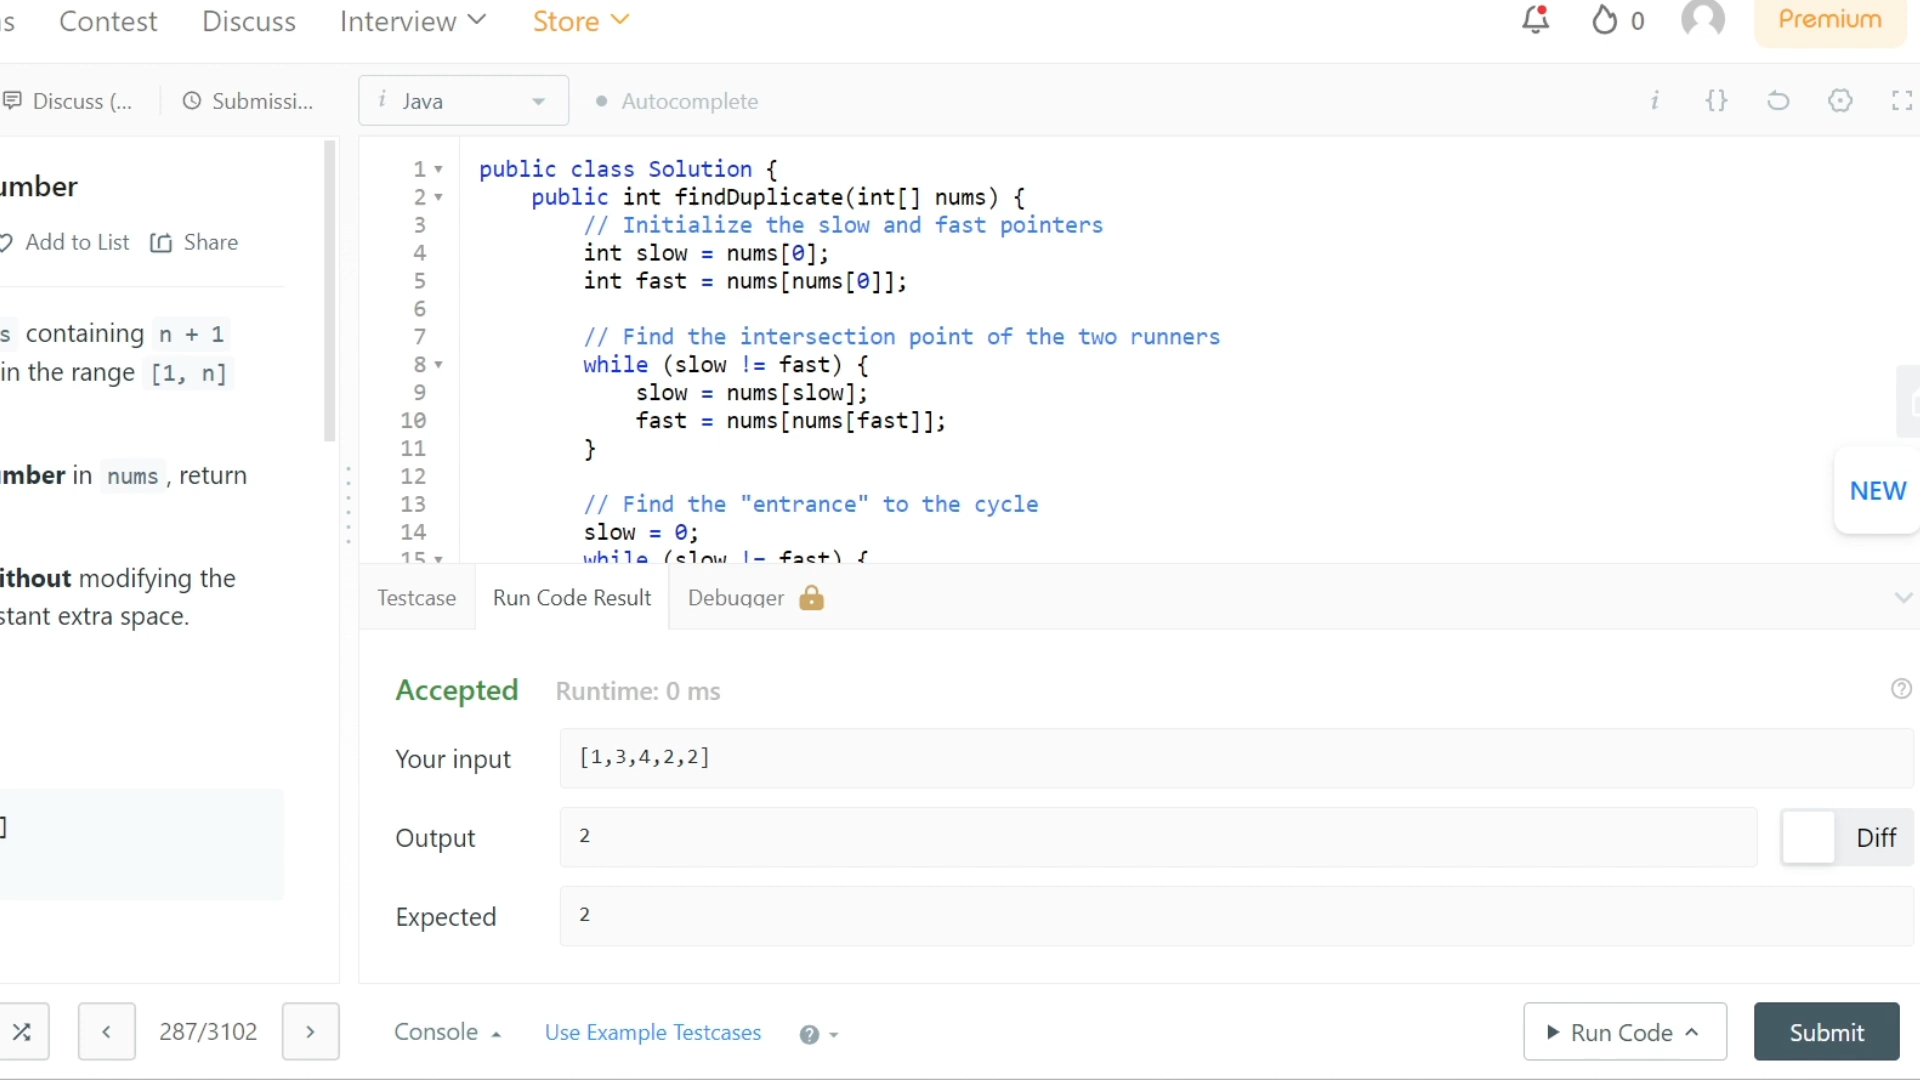 Contest Discuss Interview Store 0 Premium
Discuss (... Submissi... i Java Autocomplete i {}
umber
Add to List Share
s containing n + 1
in the range [1, n]
mber in nums , return
ithout modifying the
stant extra space.
]
1 public class Solution {
2 public int findDuplicate(int[] nums) {
3 // Initialize the slow and fast pointers
4 int slow = nums[0];
5 int fast = nums[nums[0]];
6
7 // Find the intersection point of the two runners
8 while (slow != fast) {
9 slow = nums[slow];
10 fast = nums[nums[fast]];
11 }
12
13 // Find the "entrance" to the cycle
14 slow = 0;
15 while (slow != fast) {
NEW
Testcase Run Code Result Debugger
Accepted Runtime: 0 ms
Your input [1,3,4,2,2]
Output 2 Diff
Expected 2
287/3102 Console Use Example Testcases Run Code Submit